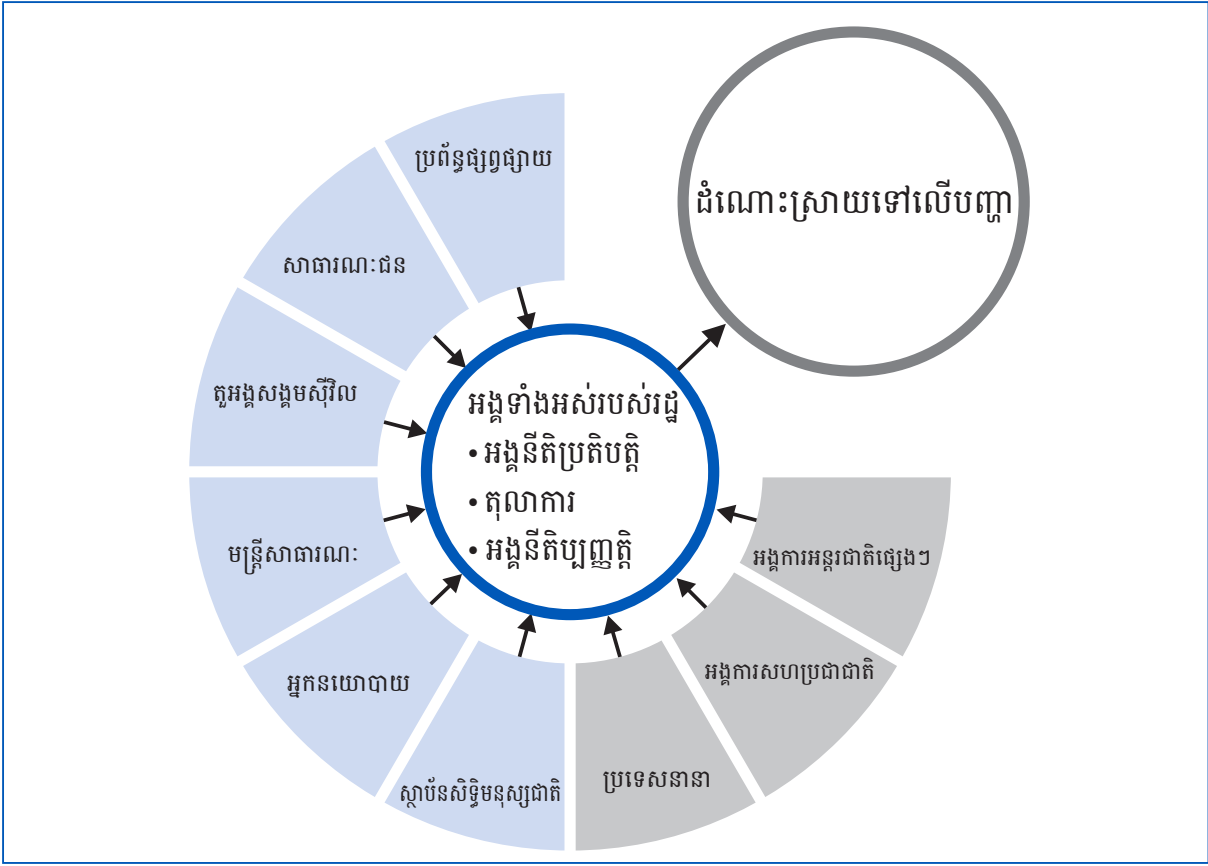 ប្រព័ន្ធផ្សព្វផ្សាយ
ដំណោះស្រាយទៅលើបញ្ហា
សាធារណៈជន
តួអង្គសង្គមស៊ីវិល
អង្គទាំងអស់របស់រដ្ឋ
• អង្គនីតិប្រតិបត្តិ
• តុលាការ
• អង្គនីតិប្បញ្ញត្តិ
មន្ត្រីសាធារណៈ
អង្គការអន្តរជាតិផ្សេងៗ
អ្នកនយោបាយ
អង្គការសហប្រជាជាតិ
ស្ថាប័នសិទ្ធិមនុស្សជាតិ
ប្រទេសនានា